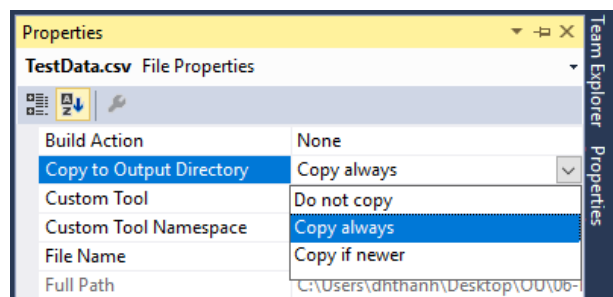 Properties
TestData.csv File Properties
Build Action None
Copy to Output Directory Copy always
Custom Tool Do not copy
Custom Tool Namespace Copy always
File Name Copy if newer
Full Path C:\Users\dhthanh\Desktop\OU\06-
Team Explorer
Properties